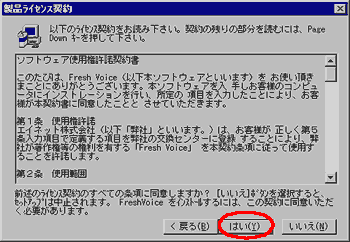 製品ライセンス契約
以下のライセンス契約をお読み下さい。契約の残りの部分を読むには、Page
Down キーを押して下さい。
ソフトウェア使用権許諾契約書
このたびは、Fresh Voice (以下本ソフトウェアといいます) を お使い頂き
まことにありがとうございます。本ソフトウェアを入 手しお客様のコンピュ
ータにインストレーションを行い、所定の 項目を入力したことにより、お客
様が本契約書に同意したことと させていただきます。
第1条 使用権許諾
エイネット株式会社 (以下「弊社」といいます。) は、お客様が 正しく第5
条入力項目で定義する項目を弊社の交換センターに登録 することにより、弊
社が著作権等の権利を有する「Fresh Voice」 を本契約条項に従って使用す
ることを許諾します。
第2条 使用範囲
前述のライセンス契約のすべての条項に同意しますか? [いいえ]ボタンを選択すると、
セットアップは中止されます。 FreshVoice をインストールするには、この契約に同意いただ
く必要があります。
< 戻る(B)
はい(Y)
いいえ(N)